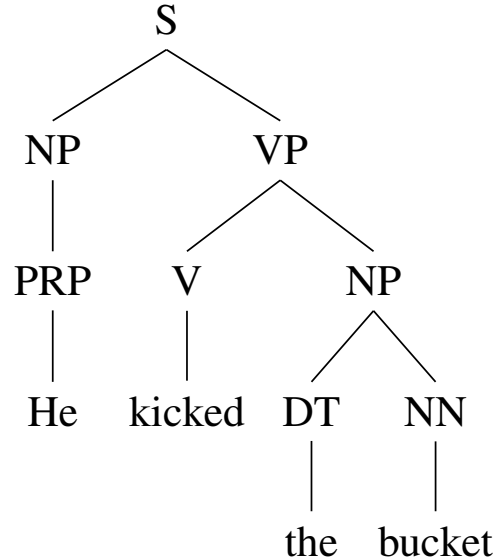 S
NP VP
PRP V NP
He kicked DT NN
the bucket